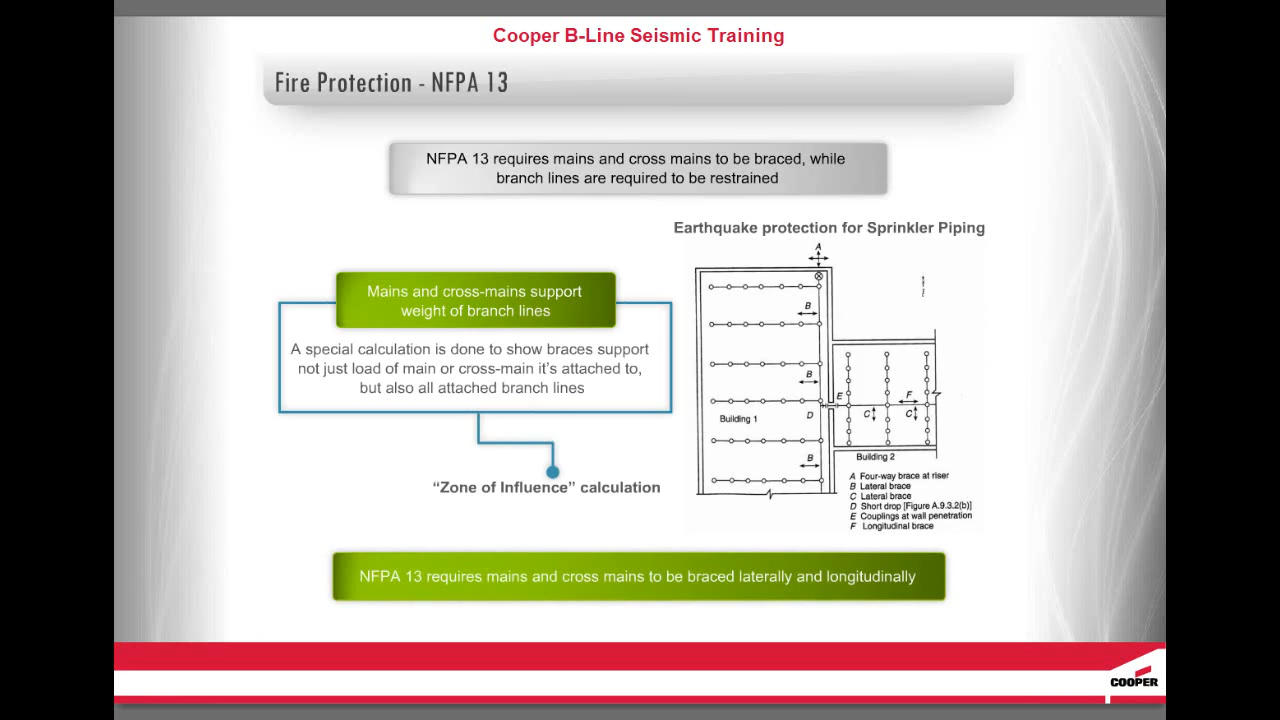 Cooper B-Line Seismic Training
Fire Protection - NFPA 13
NFPA 13 requires mains and cross mains to be braced, while
branch lines are required to be restrained
Mains and cross-mains support
weight of branch lines
A special calculation is done to show braces support
not just load of main or cross-main it's attached to,
but also all attached branch lines
“Zone of Influence” calculation
Earthquake protection for Sprinkler Piping
A
B
B
E
F
C
C
D
Building 1
B
Building 2
A Four-way brace at riser
B Lateral brace
C Lateral brace
D Short drop [Figure A.9.3.2(b)]
E Couplings at wall penetration
F Longitudinal brace
NFPA 13 requires mains and cross mains to be braced laterally and longitudinally
COOPER